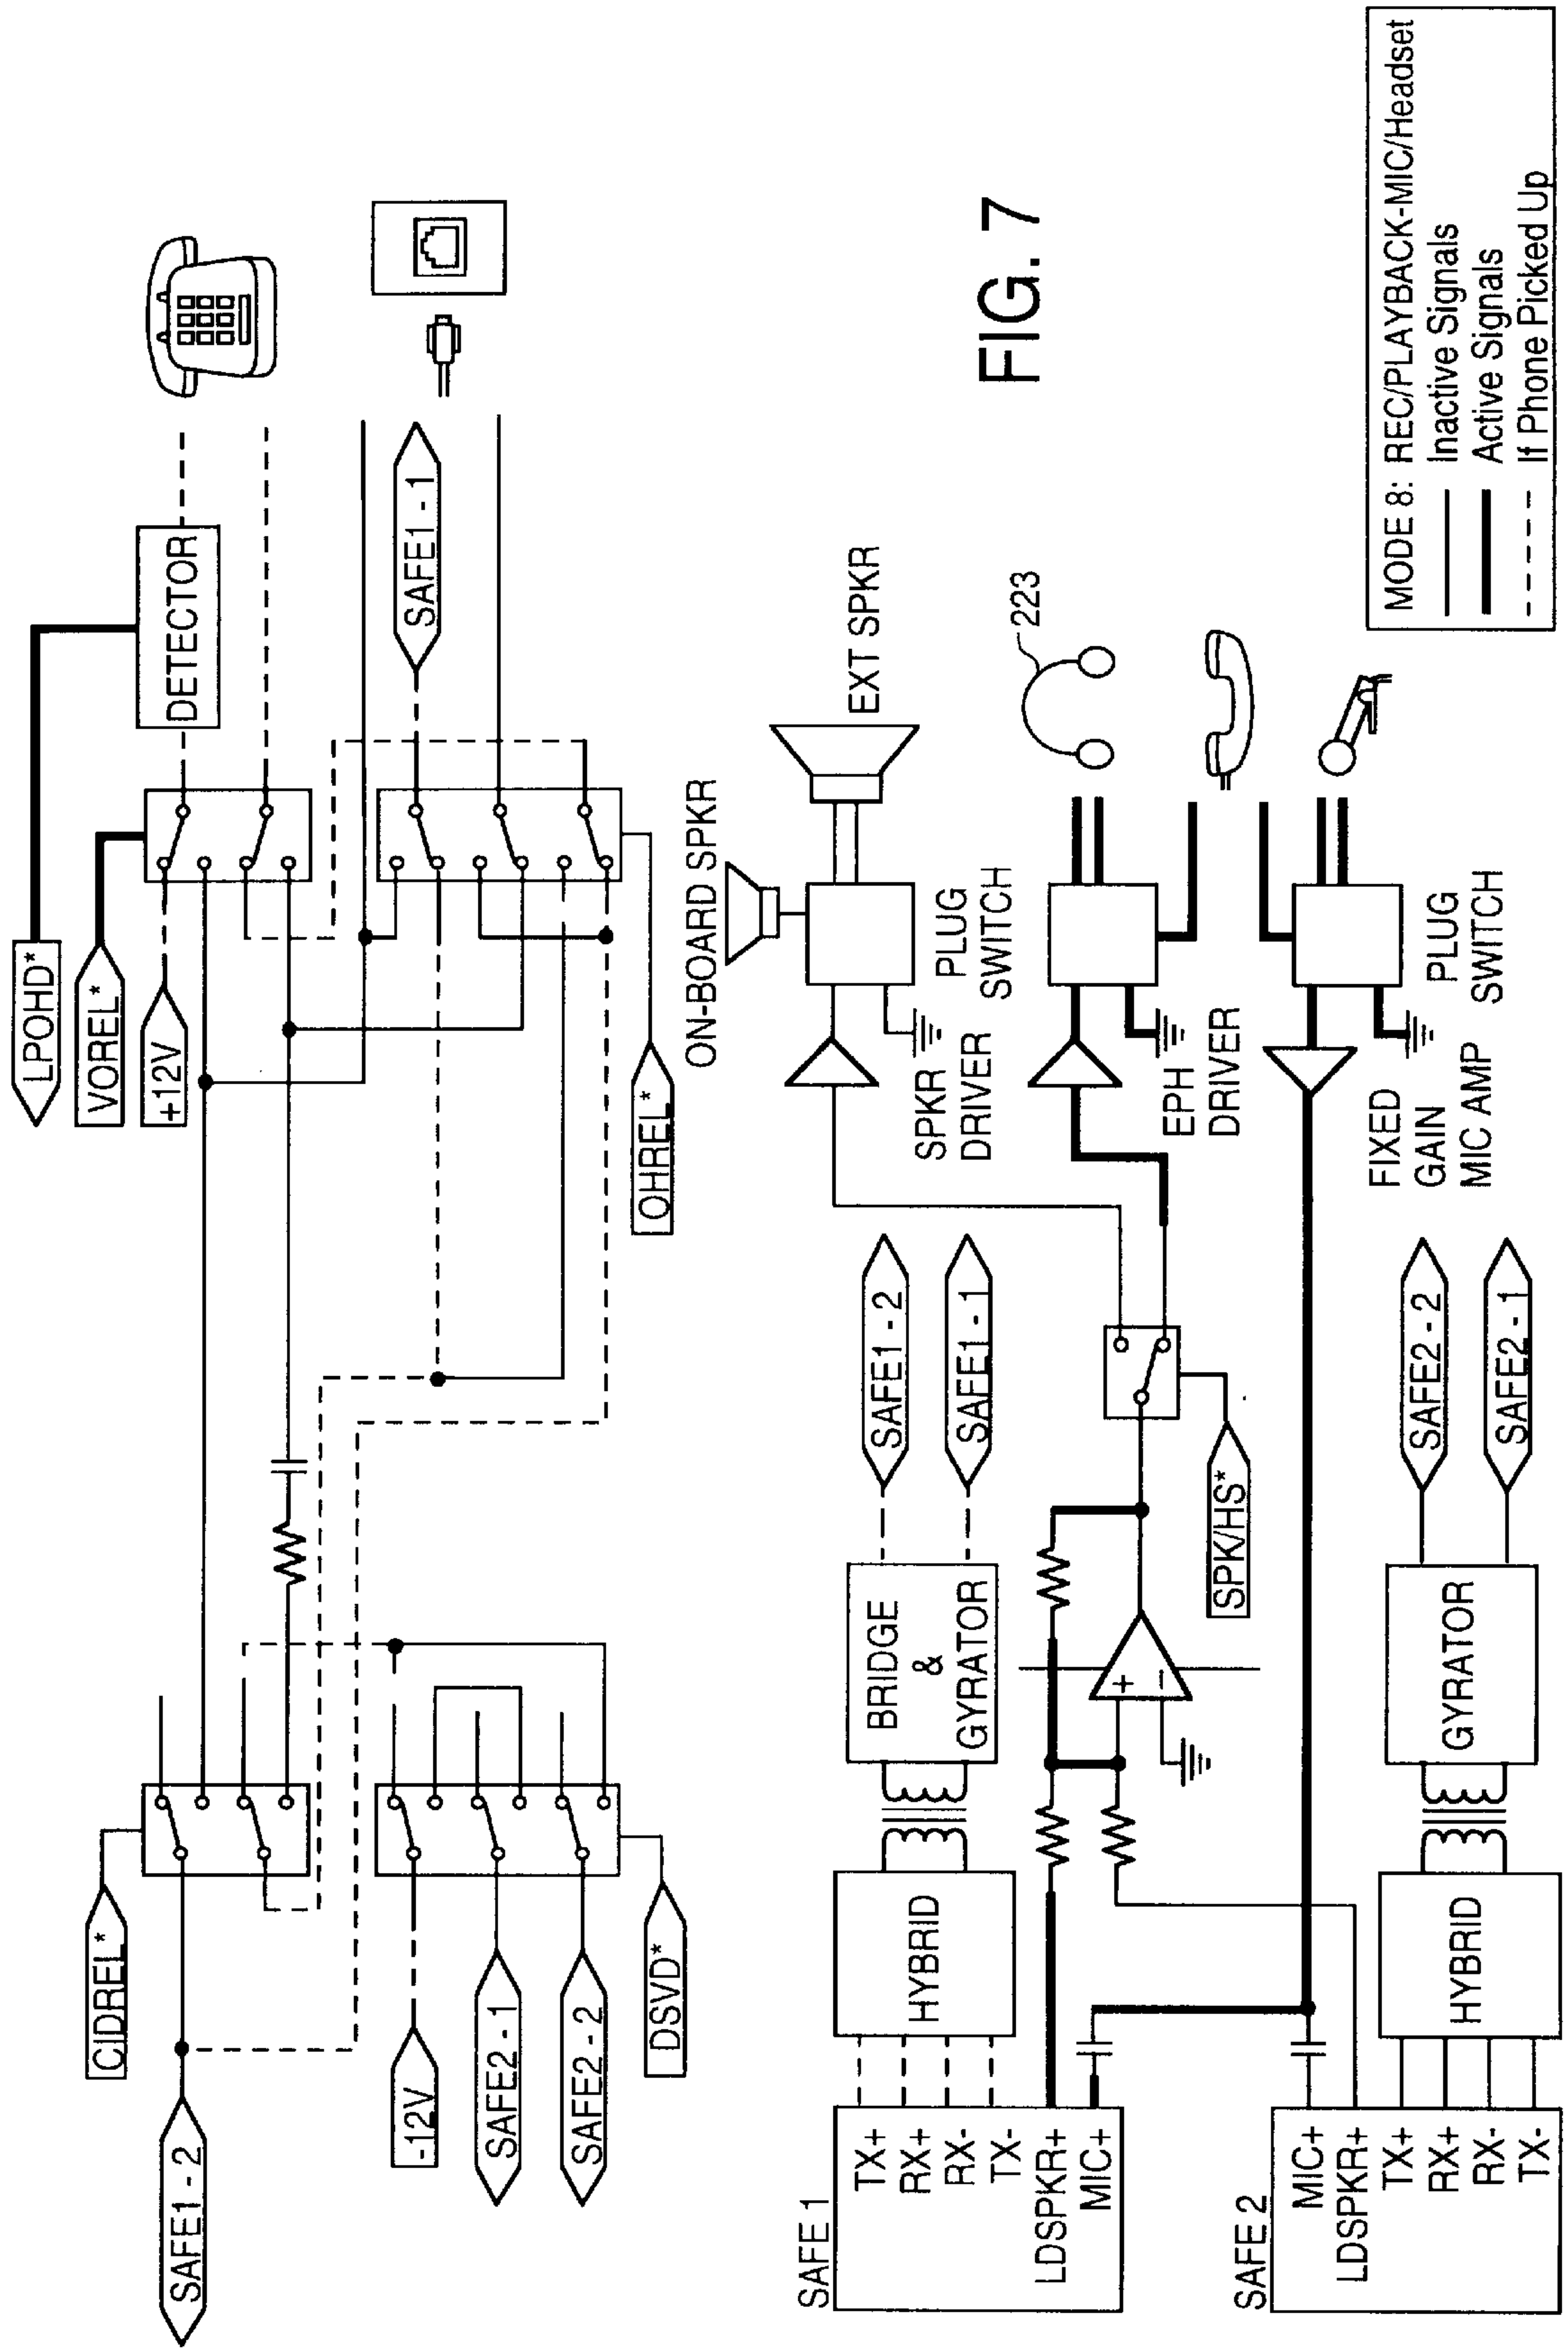 LPOHD*
VOREL*
+12V
DETECTOR
SAFE1 - 1
OHREL*
CIDREL*
SAFE1 - 2
-12V
SAFE2 - 1
SAFE2 - 2
DSVD*
ON-BOARD SPKR
EXT SPKR
SPKR
DRIVER
PLUG
SWITCH
223
EPH
DRIVER
FIXED
GAIN
MIC AMP
PLUG
SWITCH
SAFE1 - 2
SAFE1 - 1
BRIDGE
&
GYRATOR
HYBRID
SPK/HS*
+
−
SAFE 1
TX+
RX+
RX-
TX-
LDSPKR+
MIC+
SAFE2 - 2
SAFE2 - 1
GYRATOR
HYBRID
SAFE 2
MIC+
LDSPKR+
TX+
RX+
RX-
TX-
FIG. 7
MODE 8: REC/PLAYBACK-MIC/Headset
Inactive Signals
Active Signals
If Phone Picked Up